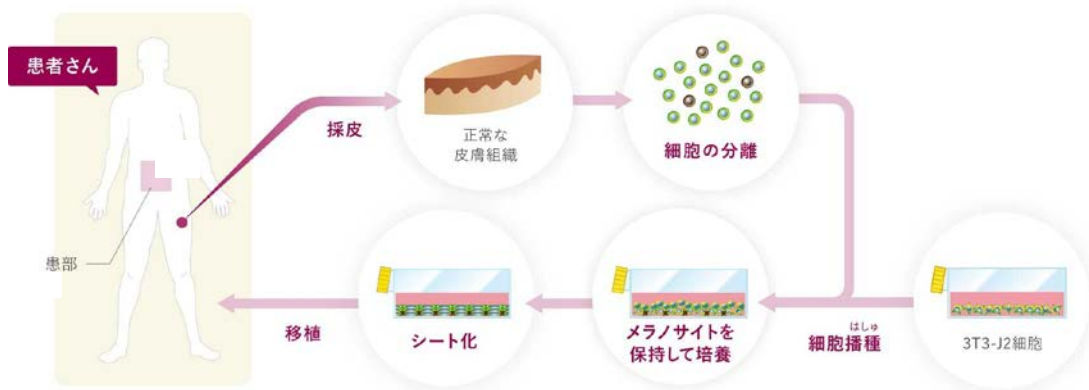 患者さん
採皮
正常な
皮膚組織
細胞の分離
患部
移植
シート化
メラノサイトを
保持して培養
はしゅ
細胞播種
3T3-J2細胞